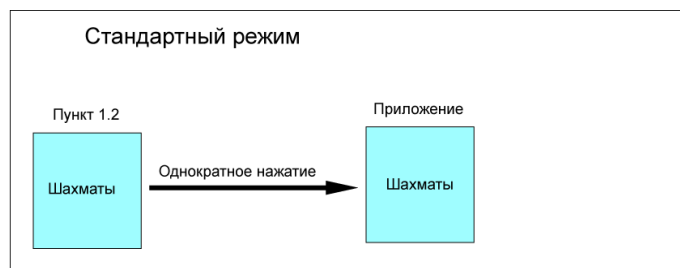 Стандартный режим
Пункт 1.2
Приложение
Шахматы
Однократное нажатие
Шахматы